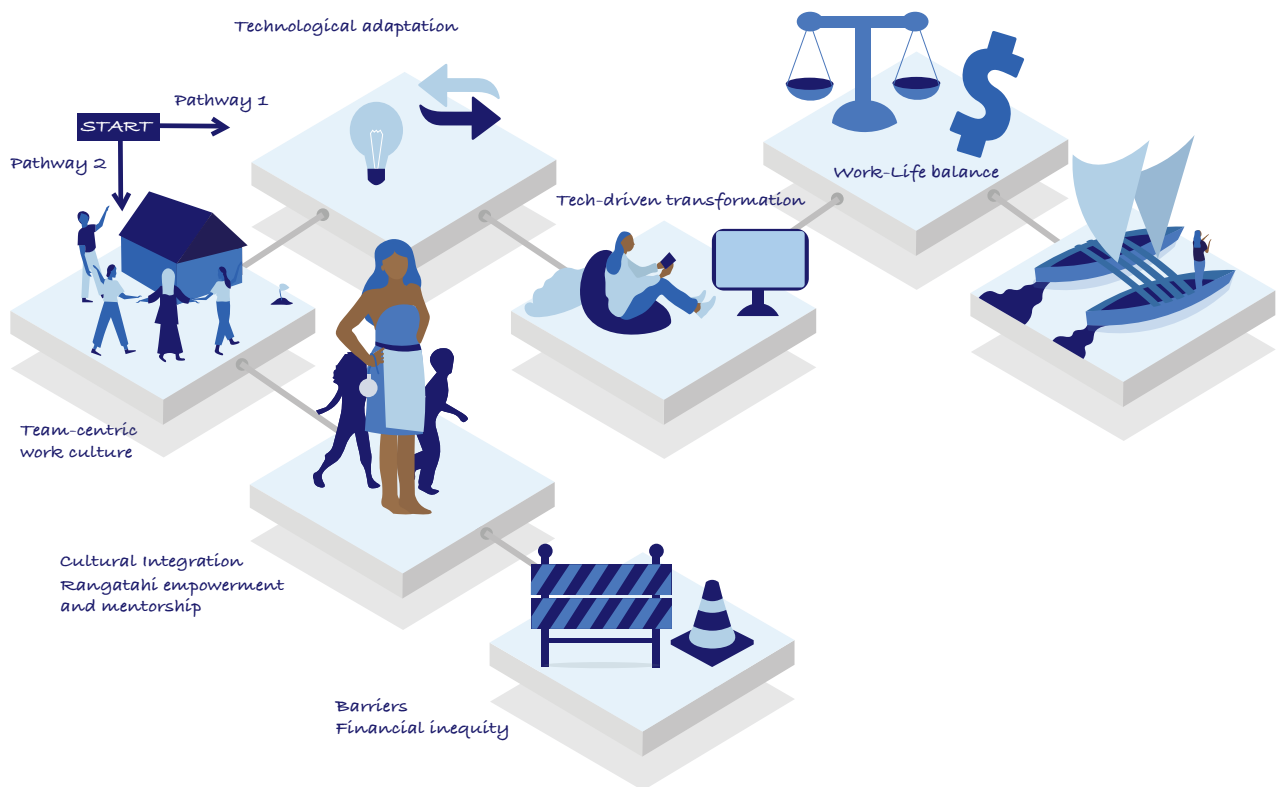 Technological adaptation
Pathway 1
START
Pathway 2
Work-Life balance
Tech-driven transformation
Team-centric
work culture
Cultural Integration
Rangatahi empowerment
and mentorship
Barriers
Financial inequity